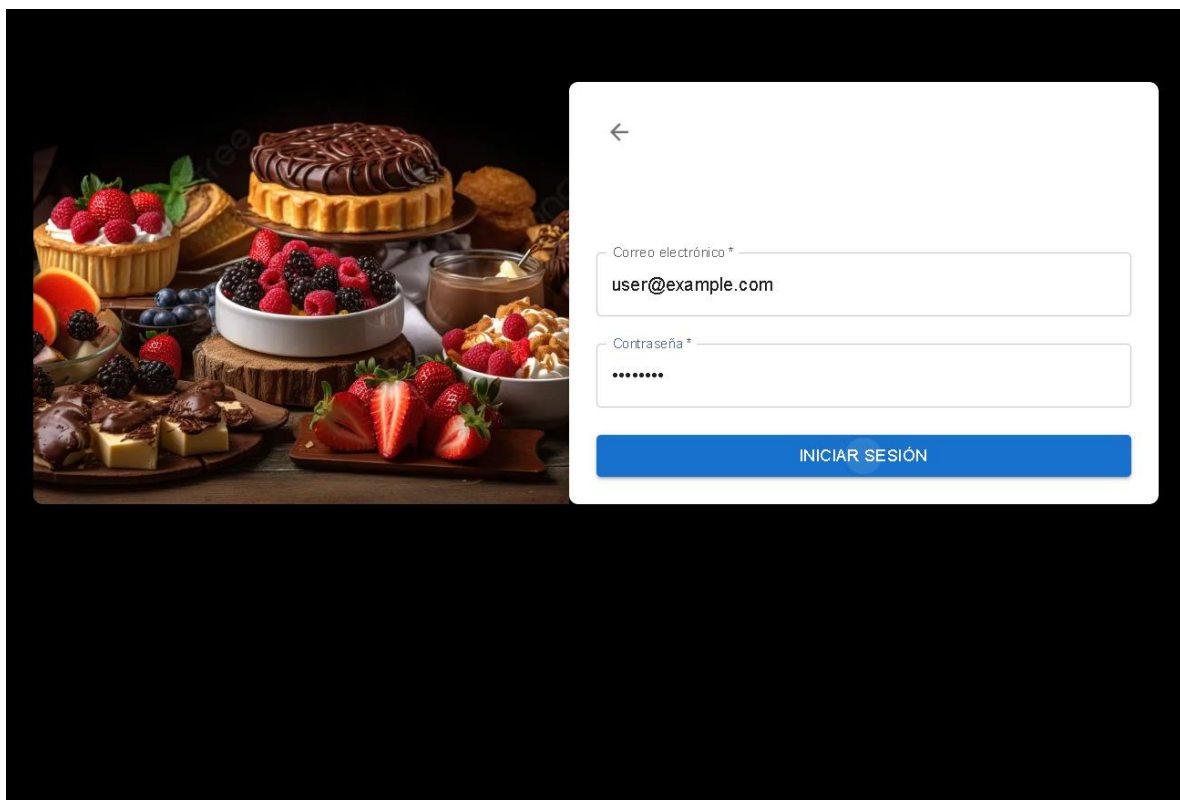 Correo electrónico *
user@example.com
Contraseña *
••••••••
INICIAR SESIÓN